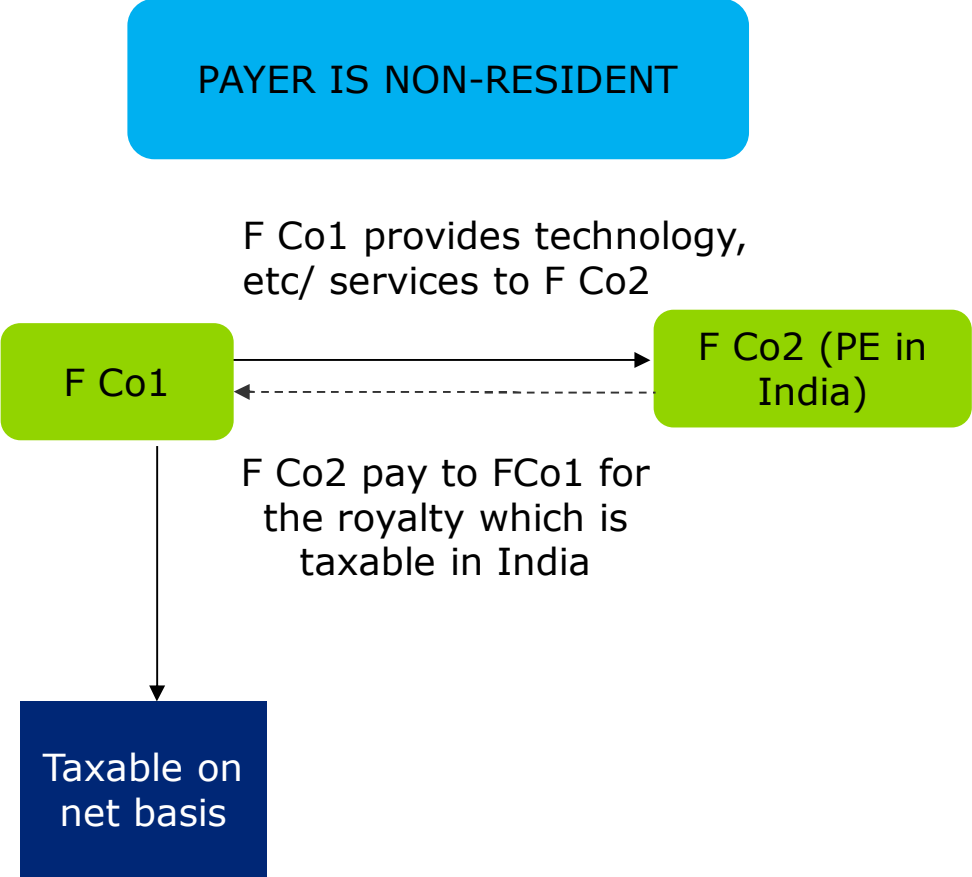 PAYER IS NON-RESIDENT
F Co1 provides technology,
etc/ services to F Co2
F Co1
F Co2 (PE in
India)
F Co2 pay to FCo1 for
the royalty which is
taxable in India
Taxable on
net basis